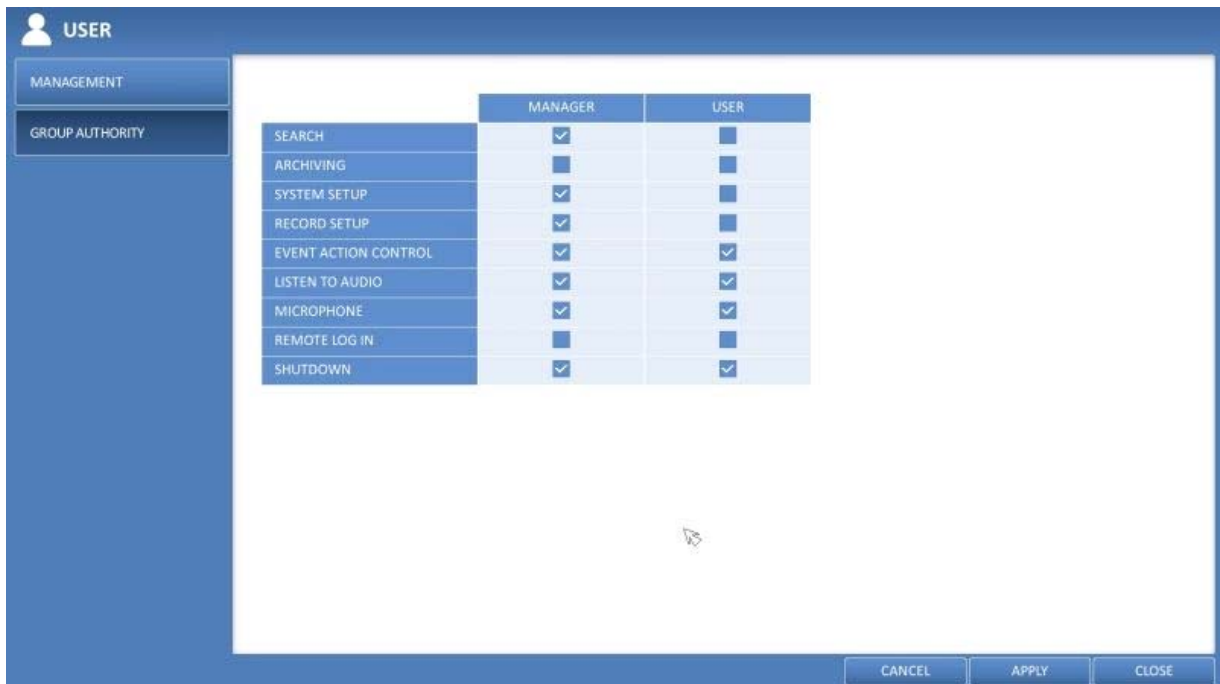 USER
MANAGEMENT
GROUP AUTHORITY
MANAGER USER
SEARCH
ARCHIVING
SYSTEM SETUP
RECORD SETUP
EVENT ACTION CONTROL
LISTEN TO AUDIO
MICROPHONE
REMOTE LOG IN
SHUTDOWN
CANCEL APPLY CLOSE